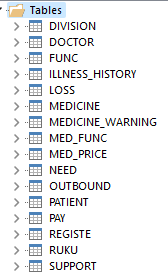 Tables
DIVISION
DOCTOR
FUNC
ILLNESS_HISTORY
LOSS
MEDICINE
MEDICINE_WARNING
MED_FUNC
MED_PRICE
NEED
OUTBOUND
PATIENT
PAY
REGISTE
RUKU
SUPPORT